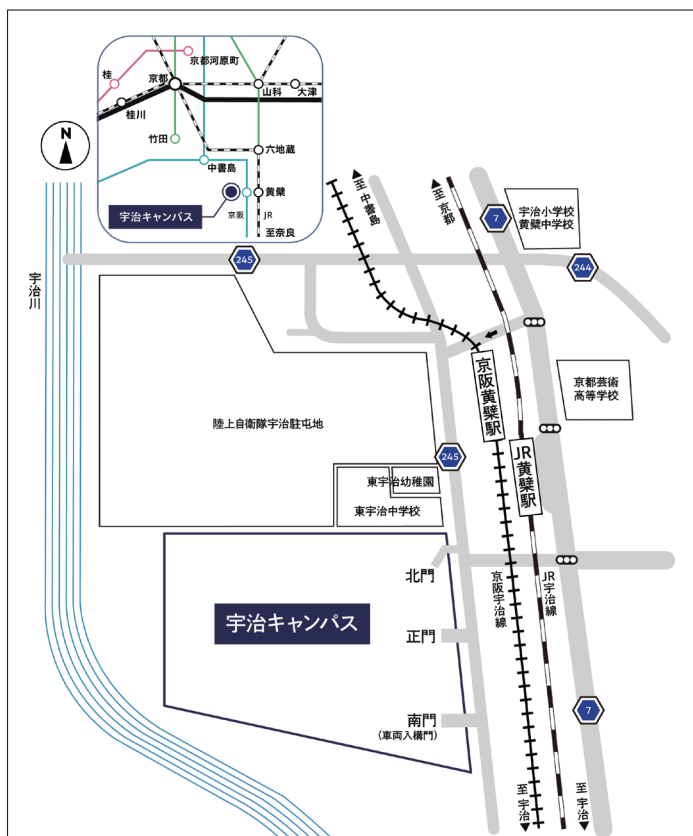 京都河原町
桂
京都
山科
大津
桂川
竹田
六地蔵
中書島
黄檗
宇治キャンパス
京阪
JR
至奈良
N
宇治川
至中書島
至京都
7
宇治小学校
黄檗中学校
245
244
京阪黄檗駅
京都芸術
高等学校
陸上自衛隊宇治駐屯地
245
JR黄檗駅
東宇治幼稚園
東宇治中学校
北門
京阪宇治線
JR宇治線
宇治キャンパス
正門
南門
(車両入構門)
7
至宇治
至宇治